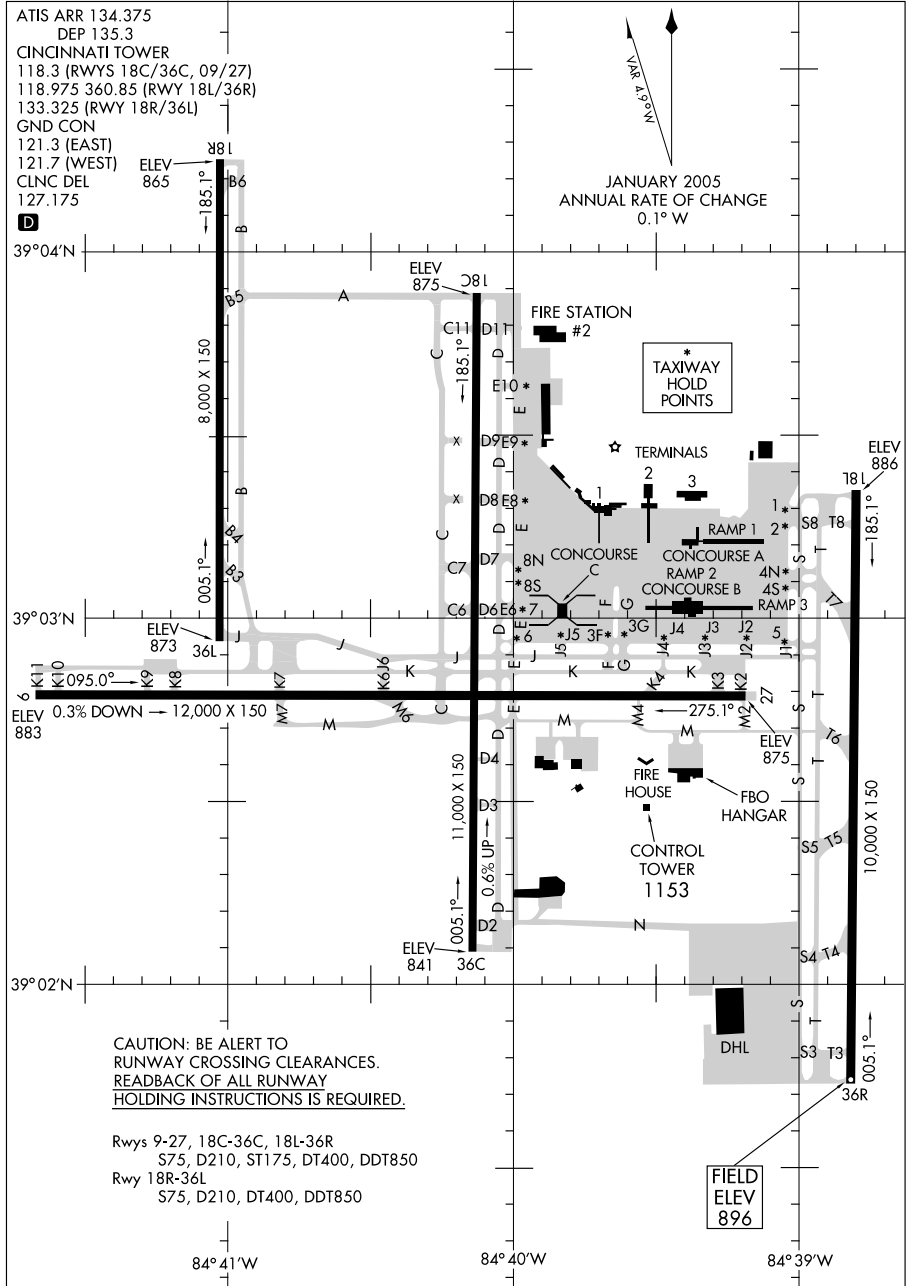 ATIS ARR 134.375
DEP 135.3
CINCINNATI TOWER
118.3 (RWYS 18C/36C, 09/27)
118.975 360.85 (RWY 18L/36R)
133.325 (RWY 18R/36L)
GND CON
121.3 (EAST)
121.7 (WEST)
CLNC DEL
127.175
D
VAR 4.9° W
JANUARY 2005
ANNUAL RATE OF CHANGE
0.1° W
18R
ELEV
865
185.1°
B6
B
39° 04'N
ELEV
875
18C
B5
A
C11
D11
FIRE STATION
#2
C
D
185.1°
8,000 X 150
E10 *
E
*
TAXIWAY
HOLD
POINTS
X
D9
E9 *
D
TERMINALS
ELEV
886
18L
B
X
D8
E8 *
1
2
3
C
D
E
1 *
2 *
S8
T8
185.1°
B4
RAMP 1
CONCOURSE
C
CONCOURSE A
S
T
005.1°
B3
C7
D7
8N *
8S *
RAMP 2
CONCOURSE B
4N *
4S *
T7
39° 03'N
C6
D6
E6
* 7
F
G
RAMP 3
ELEV
873
36L
J
J
J
D
E
* 6
J5
* J5
3F *
* 3G
F
G
J4
* J4
J3
* J3
J2
* J2
5
* J1
J
K11
K10
095.0°
K9
K8
K7
K6
J6
K
E
K
K4
K
K3
K2
9
27
ELEV
883
0.3% DOWN
12,000 X 150
M7
M
M6
C
E
M
M4
275.1°
M2
S
T
D
M
ELEV
875
T6
D4
11,000 X 150
0.6% UP
D3
FIRE
HOUSE
FBO
HANGAR
S
T
10,000 X 150
CONTROL
TOWER
1153
S5
T5
005.1°
D
D2
N
ELEV
841
36C
S4
T4
39° 02'N
S
T
DHL
S3
T3
005.1°
36R
CAUTION: BE ALERT TO
RUNWAY CROSSING CLEARANCES.
READBACK OF ALL RUNWAY
HOLDING INSTRUCTIONS IS REQUIRED.
Rwys 9-27, 18C-36C, 18L-36R
S75, D210, ST175, DT400, DDT850
Rwy 18R-36L
S75, D210, DT400, DDT850
FIELD
ELEV
896
84° 41'W
84° 40'W
84° 39'W